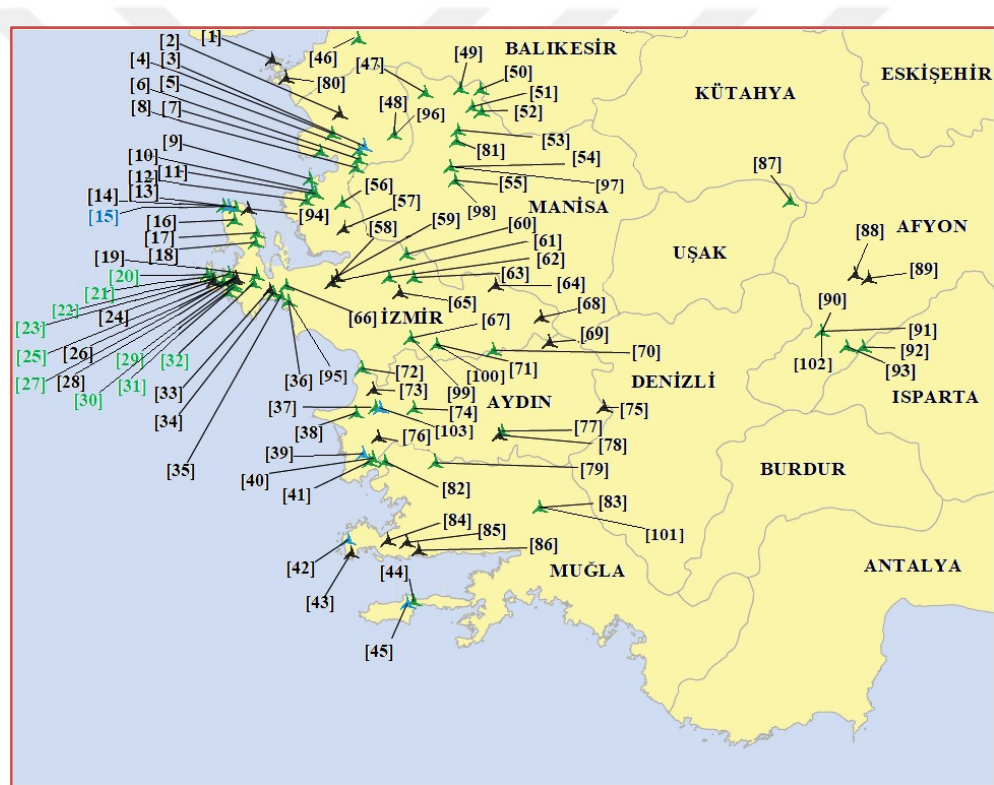 [2] [1]
[4] [3] BALIKESİR
[46] [49]
[47] [50] ESKİŞEHİR
[6] [5] [80]
[8] [7] [51] KÜTAHYA
[52]
[48] [96]
[9] [53]
[10] [81] [87]
[12] [11] [54]
[14] [13] [56] [55] [97]
[15] [94] [57] [98] MANİSA
[16] [59] [88] AFYON
[17] [58] [60]
[18] [61] UŞAK
[19] [62] [89]
[20] [63] [64]
[21] [65] [68] [90]
[22] [24] [66] İZMİR
[23] [67] [69] [91]
[25] [26] [29] [32] [70] [92]
[27] [28] [31] [36] [95] [72] [100] [71] [102] [93]
[30] [33] [99] DENİZLİ
[34] [73] ISPARTA
[37] [74] AYDIN [75]
[38] [103] [77]
[35] [76] [78]
[39] [79] BURDUR
[40]
[41] [82] [83]
[84] [101]
[85]
[42] [86]
[44] MUĞLA ANTALYA
[43]
[45]